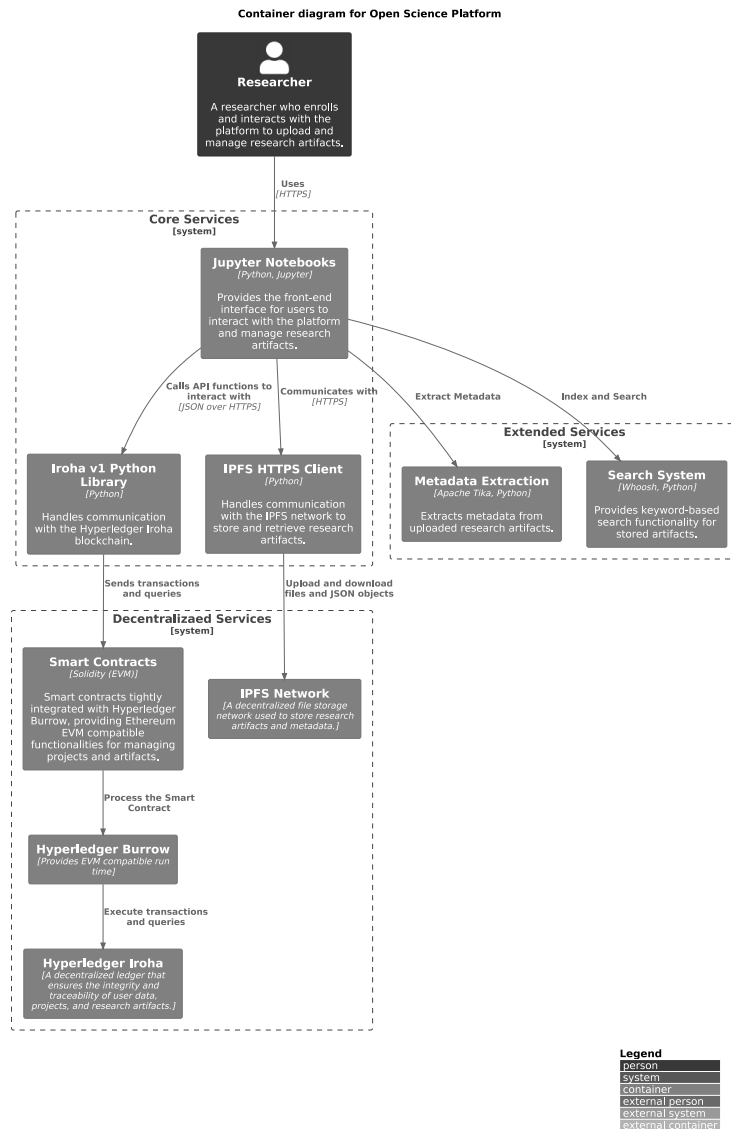 Container diagram for Open Science Platform
Researcher
A researcher who enrolls
and interacts with the
platform to upload and
manage research artifacts.
Uses
[HTTPS]
Core Services
[system]
Jupyter Notebooks
[Python, Jupyter]
Provides the front-end
interface for users to
interact with the platform
and manage research
artifacts.
Calls API functions to
interact with
[JSON over HTTPS]
Communicates with
[HTTPS]
Extract Metadata
Index and Search
Iroha v1 Python
Library
[Python]
Handles communication
with the Hyperledger Iroha
blockchain.
IPFS HTTPS Client
[Python]
Handles communication
with the IPFS network to
store and retrieve research
artifacts.
Extended Services
[system]
Metadata Extraction
[Apache Tika, Python]
Extracts metadata from
uploaded research artifacts.
Search System
[Whoosh, Python]
Provides keyword-based
search functionality for
stored artifacts.
Sends transactions
and queries
Upload and download
files and JSON objects
Decentralizaed Services
[system]
Smart Contracts
[Solidity (EVM)]
Smart contracts tightly
integrated with Hyperledger
Burrow, providing Ethereum
EVM compatible
functionalities for managing
projects and artifacts.
IPFS Network
[A decentralized file storage
network used to store research
artifacts and metadata.]
Process the Smart
Contract
Hyperledger Burrow
[Provides EVM compatible run
time]
Execute transactions
and queries
Hyperledger Iroha
[A decentralized ledger that
ensures the integrity and
traceability of user data,
projects, and research artifacts.]
Legend
person
system
container
external person
external system
external container